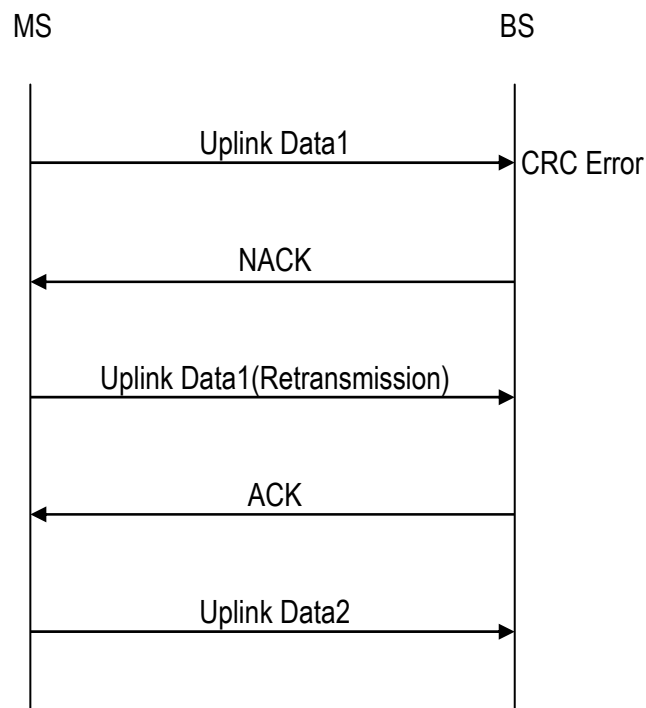 MS
BS
Uplink Data1
CRC Error
NACK
Uplink Data1(Retransmission)
ACK
Uplink Data2